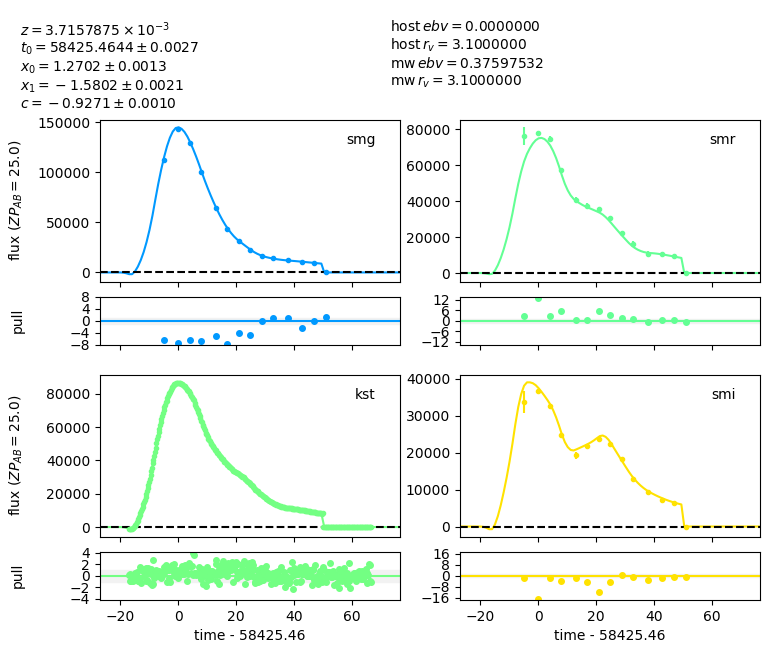 z = 3.7157875 × 10⁻³
t₀ = 58425.4644 ± 0.0027
x₀ = 1.2702 ± 0.0013
x₁ = −1.5802 ± 0.0021
c = −0.9271 ± 0.0010
host ebv = 0.0000000
host r_v = 3.1000000
mw ebv = 0.37597532
mw r_v = 3.1000000
150000
100000
50000
0
flux (ZP_AB = 25.0)
smg
80000
60000
40000
20000
0
smr
8
4
0
−4
−8
pull
12
6
0
−6
−12
80000
60000
40000
20000
0
flux (ZP_AB = 25.0)
kst
40000
30000
20000
10000
0
smi
4
2
0
−2
−4
pull
16
8
0
−8
−16
−20 0 20 40 60
time - 58425.46
−20 0 20 40 60
time - 58425.46